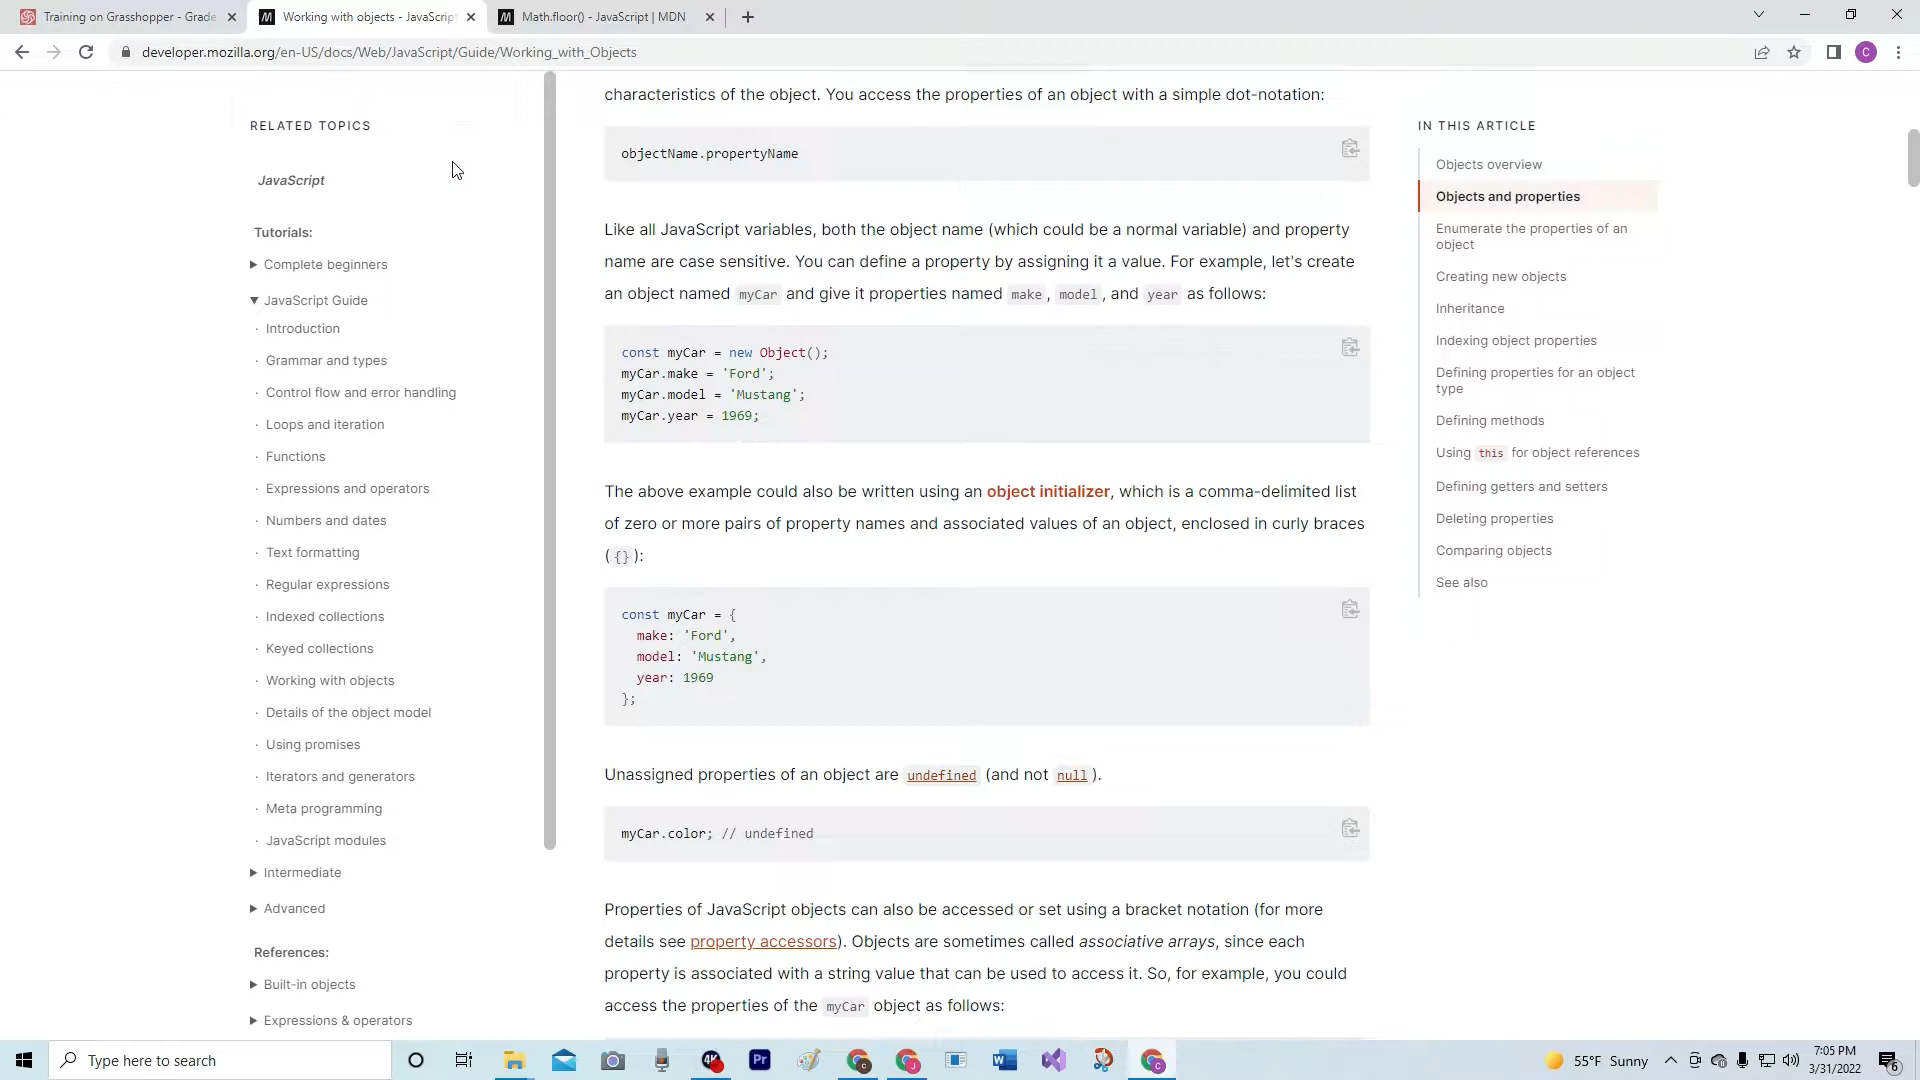 Training on Grasshopper - Grade
Working with objects - JavaScript
Math.floor() - JavaScript | MDN
developer.mozilla.org/en-US/docs/Web/JavaScript/Guide/Working_with_Objects
C
RELATED TOPICS
JavaScript
Tutorials:
Complete beginners
JavaScript Guide
Introduction
Grammar and types
Control flow and error handling
Loops and iteration
Functions
Expressions and operators
Numbers and dates
Text formatting
Regular expressions
Indexed collections
Keyed collections
Working with objects
Details of the object model
Using promises
Iterators and generators
Meta programming
JavaScript modules
Intermediate
Advanced
References:
Built-in objects
Expressions & operators
characteristics of the object. You access the properties of an object with a simple dot-notation:
objectName.propertyName
Like all JavaScript variables, both the object name (which could be a normal variable) and property
name are case sensitive. You can define a property by assigning it a value. For example, let's create
an object named myCar and give it properties named make, model, and year as follows:
const myCar = new Object();
myCar.make = 'Ford';
myCar.model = 'Mustang';
myCar.year = 1969;
The above example could also be written using an object initializer, which is a comma-delimited list
of zero or more pairs of property names and associated values of an object, enclosed in curly braces
({}):
const myCar = {
make: 'Ford',
model: 'Mustang',
year: 1969
};
Unassigned properties of an object are undefined (and not null).
myCar.color; // undefined
Properties of JavaScript objects can also be accessed or set using a bracket notation (for more
details see property accessors). Objects are sometimes called associative arrays, since each
property is associated with a string value that can be used to access it. So, for example, you could
access the properties of the myCar object as follows:
IN THIS ARTICLE
Objects overview
Objects and properties
Enumerate the properties of an
object
Creating new objects
Inheritance
Indexing object properties
Defining properties for an object
type
Defining methods
Using this for object references
Defining getters and setters
Deleting properties
Comparing objects
See also
Type here to search
4K
Pr
55°F Sunny
7:05 PM
3/31/2022
6